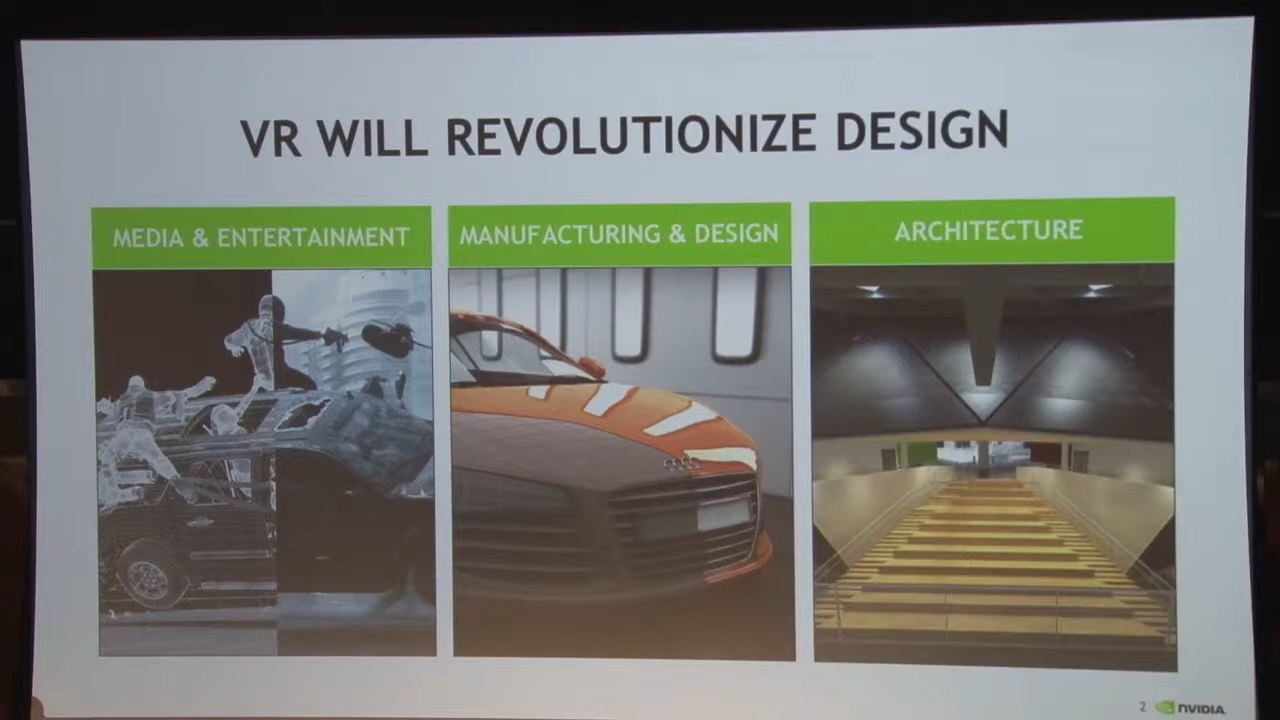 VR WILL REVOLUTIONIZE DESIGN
MEDIA & ENTERTAINMENT
MANUFACTURING & DESIGN
ARCHITECTURE
2 NVIDIA.